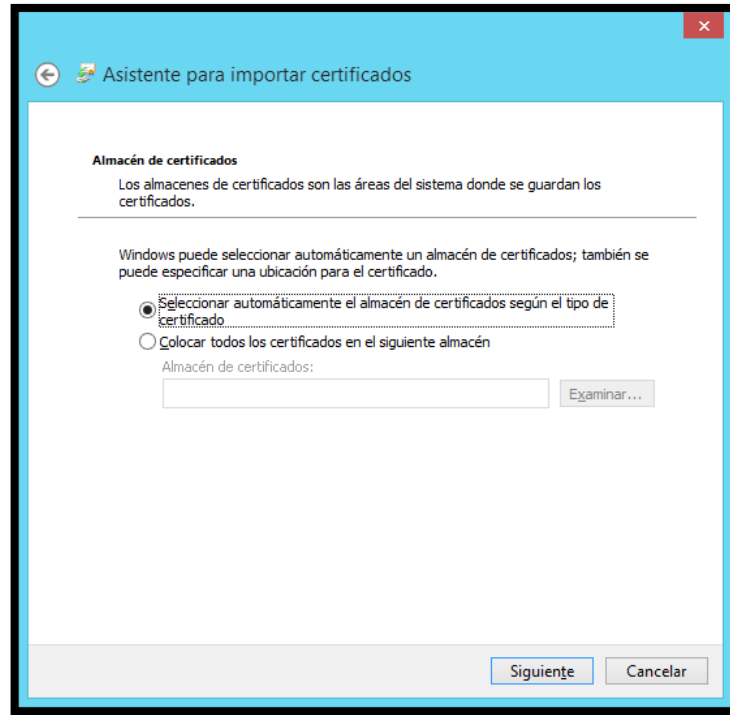 Asistente para importar certificados
Almacén de certificados
Los almacenes de certificados son las áreas del sistema donde se guardan los
certificados.
Windows puede seleccionar automáticamente un almacén de certificados; también se
puede especificar una ubicación para el certificado.
Seleccionar automáticamente el almacén de certificados según el tipo de
certificado
Colocar todos los certificados en el siguiente almacén
Almacén de certificados:
Examinar...
Siguiente
Cancelar